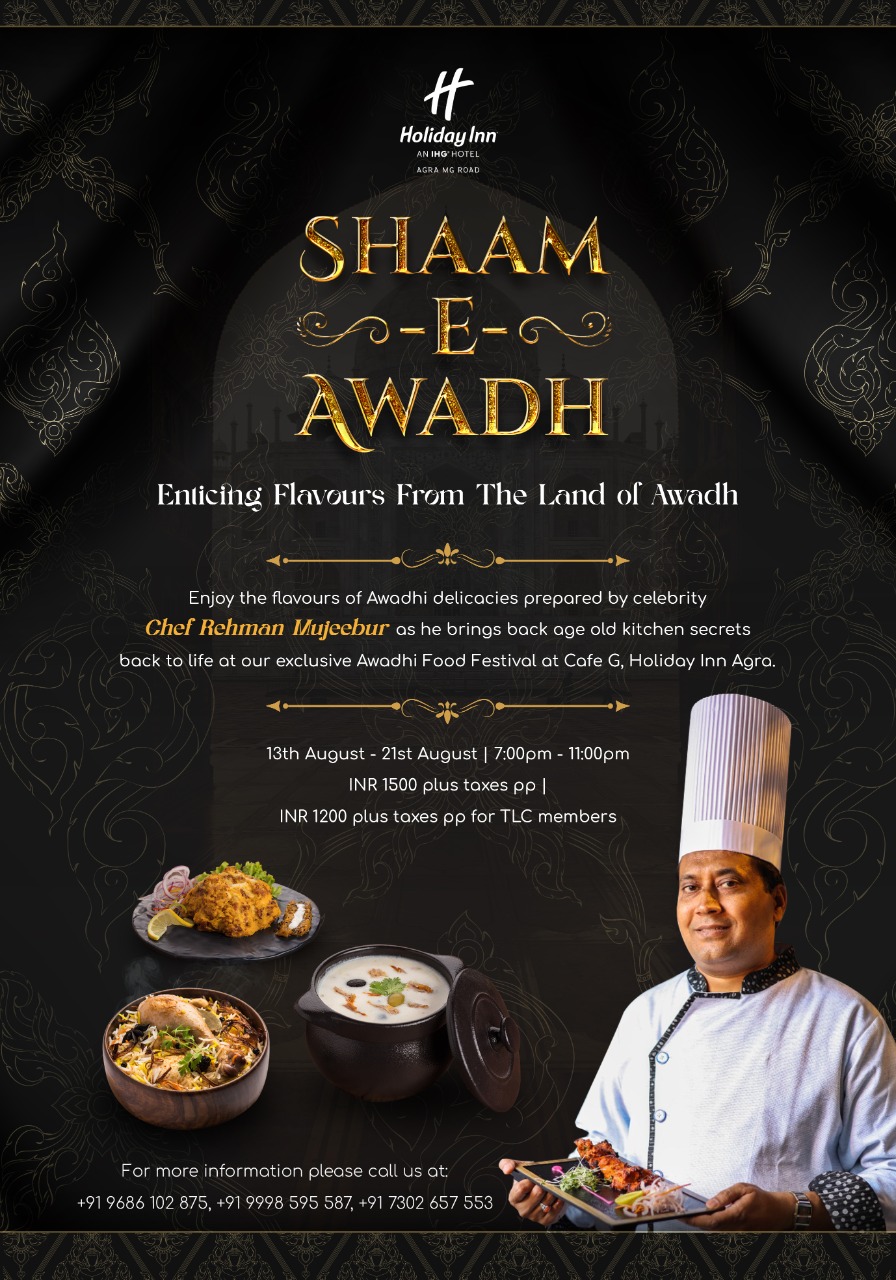 Holiday Inn
AN IHG® HOTEL
AGRA MG ROAD
SHAAM
-E-
AWADH
Enticing Flavours From The Land of Awadh
Enjoy the flavours of Awadhi delicacies prepared by celebrity
Chef Rehman Mujeebur as he brings back age old kitchen secrets
back to life at our exclusive Awadhi Food Festival at Cafe G, Holiday Inn Agra.
13th August - 21st August | 7:00pm - 11:00pm
INR 1500 plus taxes pp |
INR 1200 plus taxes pp for TLC members
For more information please call us at:
+91 9686 102 875, +91 9998 595 587, +91 7302 657 553